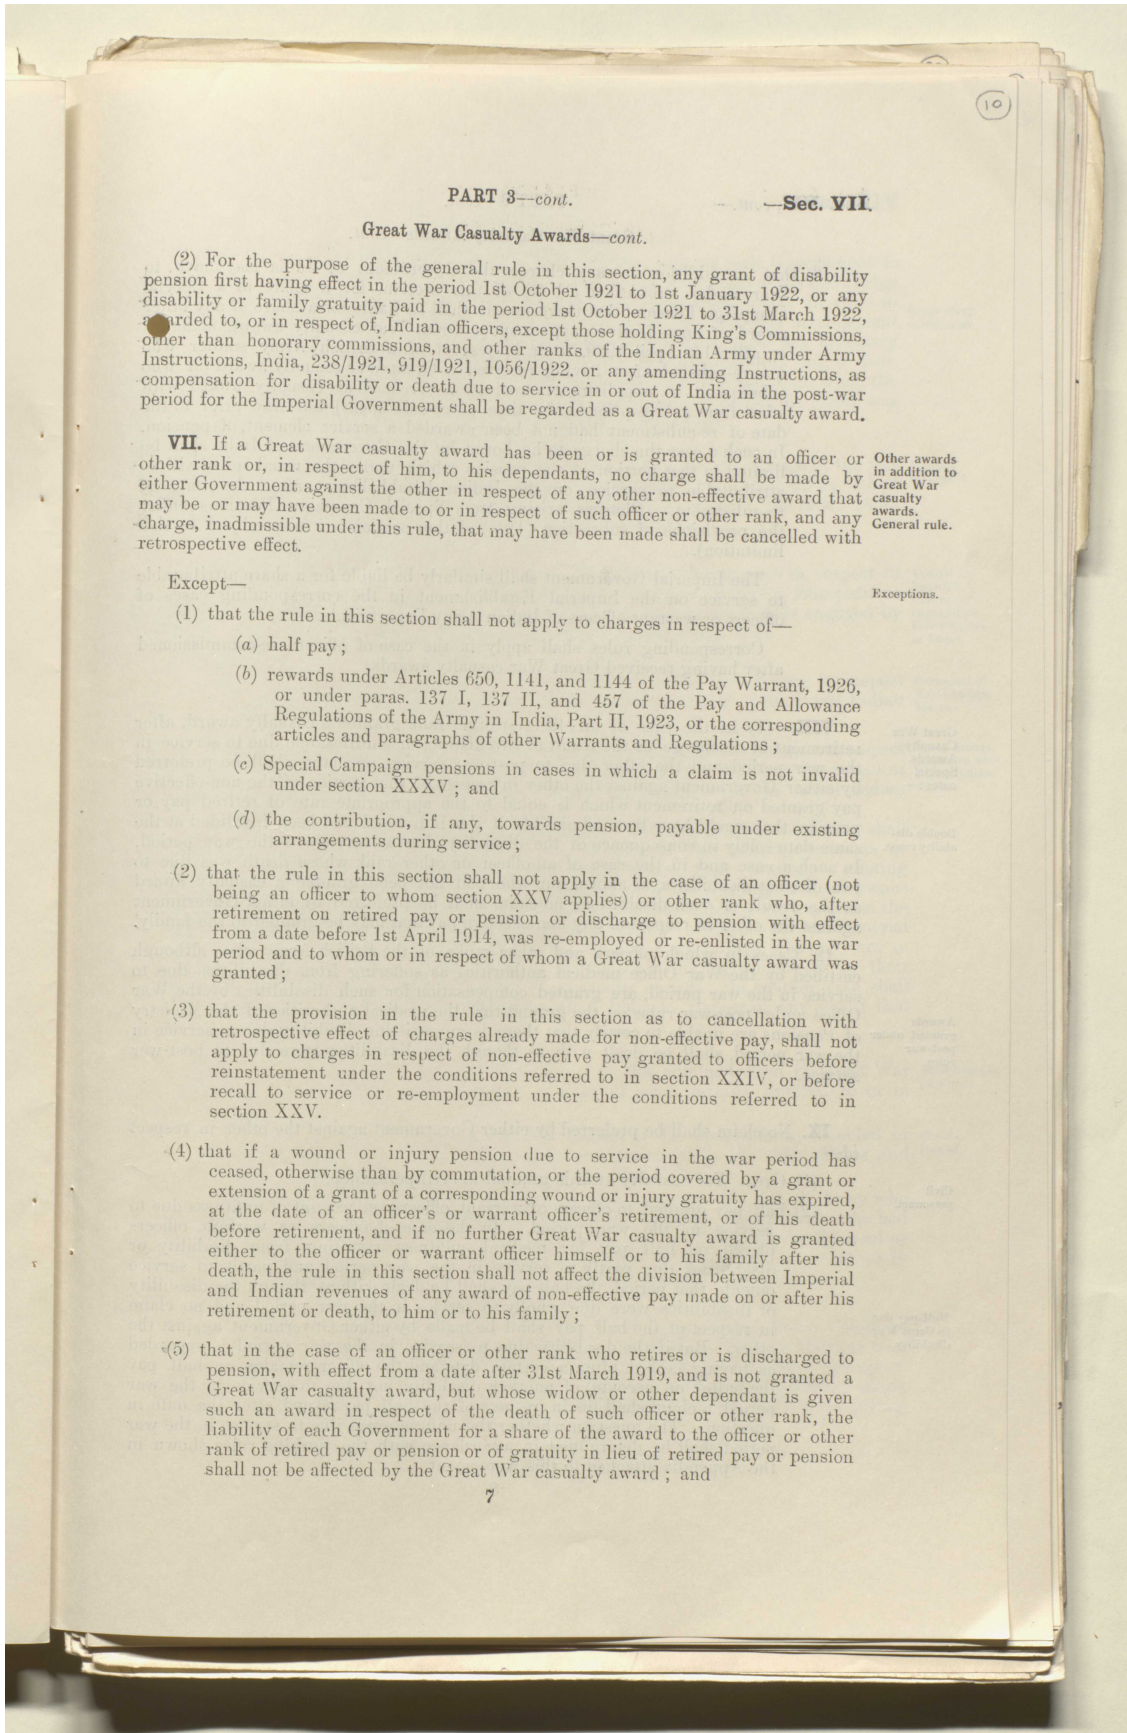 10
PART 3—cont.
—Sec. VII.
Great War Casualty Awards—cont.
(2) For the purpose of the general rule in this section, any grant of disability
pension first having effect in the period 1st October 1921 to 1st January 1922, or any
disability or family gratuity paid in the period 1st October 1921 to 31st March 1922,
awarded to, or in respect of, Indian officers, except those holding King's Commissions,
other than honorary commissions, and other ranks of the Indian Army under Army
Instructions, India, 238/1921, 919/1921, 1056/1922. or any amending Instructions, as
compensation for disability or death due to service in or out of India in the post-war
period for the Imperial Government shall be regarded as a Great War casualty award.
VII. If a Great War casualty award has been or is granted to an officer or
other rank or, in respect of him, to his dependants, no charge shall be made by
either Government against the other in respect of any other non-effective award that
may be or may have been made to or in respect of such officer or other rank, and any
charge, inadmissible under this rule, that may have been made shall be cancelled with
retrospective effect.
Other awards
in addition to
Great War
casualty
awards.
General rule.
Except—
Exceptions.
(1) that the rule in this section shall not apply to charges in respect of—
(a) half pay;
(b) rewards under Articles 650, 1141, and 1144 of the Pay Warrant, 1926,
or under paras. 137 I, 137 II, and 457 of the Pay and Allowance
Regulations of the Army in India, Part II, 1923, or the corresponding
articles and paragraphs of other Warrants and Regulations;
(c) Special Campaign pensions in cases in which a claim is not invalid
under section XXXV; and
(d) the contribution, if any, towards pension, payable under existing
arrangements during service;
(2) that the rule in this section shall not apply in the case of an officer (not
being an officer to whom section XXV applies) or other rank who, after
retirement on retired pay or pension or discharge to pension with effect
from a date before 1st April 1914, was re-employed or re-enlisted in the war
period and to whom or in respect of whom a Great War casualty award was
granted;
(3) that the provision in the rule in this section as to cancellation with
retrospective effect of charges already made for non-effective pay, shall not
apply to charges in respect of non-effective pay granted to officers before
reinstatement under the conditions referred to in section XXIV, or before
recall to service or re-employment under the conditions referred to in
section XXV.
(4) that if a wound or injury pension due to service in the war period has
ceased, otherwise than by commutation, or the period covered by a grant or
extension of a grant of a corresponding wound or injury gratuity has expired,
at the date of an officer's or warrant officer's retirement, or of his death
before retirement, and if no further Great War casualty award is granted
either to the officer or warrant officer himself or to his family after his
death, the rule in this section shall not affect the division between Imperial
and Indian revenues of any award of non-effective pay made on or after his
retirement or death, to him or to his family;
(5) that in the case of an officer or other rank who retires or is discharged to
pension, with effect from a date after 31st March 1919, and is not granted a
Great War casualty award, but whose widow or other dependant is given
such an award in respect of the death of such officer or other rank, the
liability of each Government for a share of the award to the officer or other
rank of retired pay or pension or of gratuity in lieu of retired pay or pension
shall not be affected by the Great War casualty award; and
7